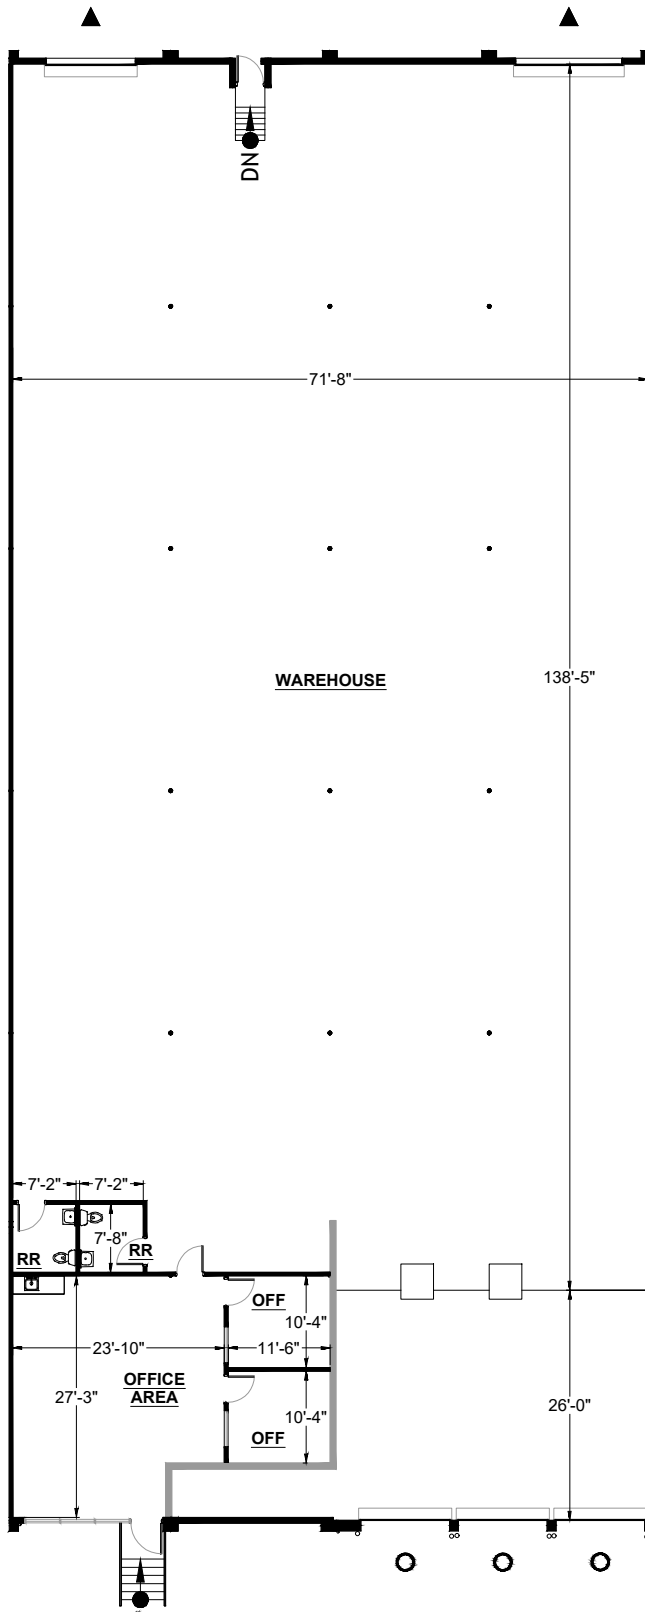 DN
71'-8"
WAREHOUSE
138'-5"
7'-2"
7'-2"
7'-8"
RR
RR
OFF
10'-4"
23'-10"
11'-6"
OFFICE
AREA
27'-3"
26'-0"
10'-4"
OFF